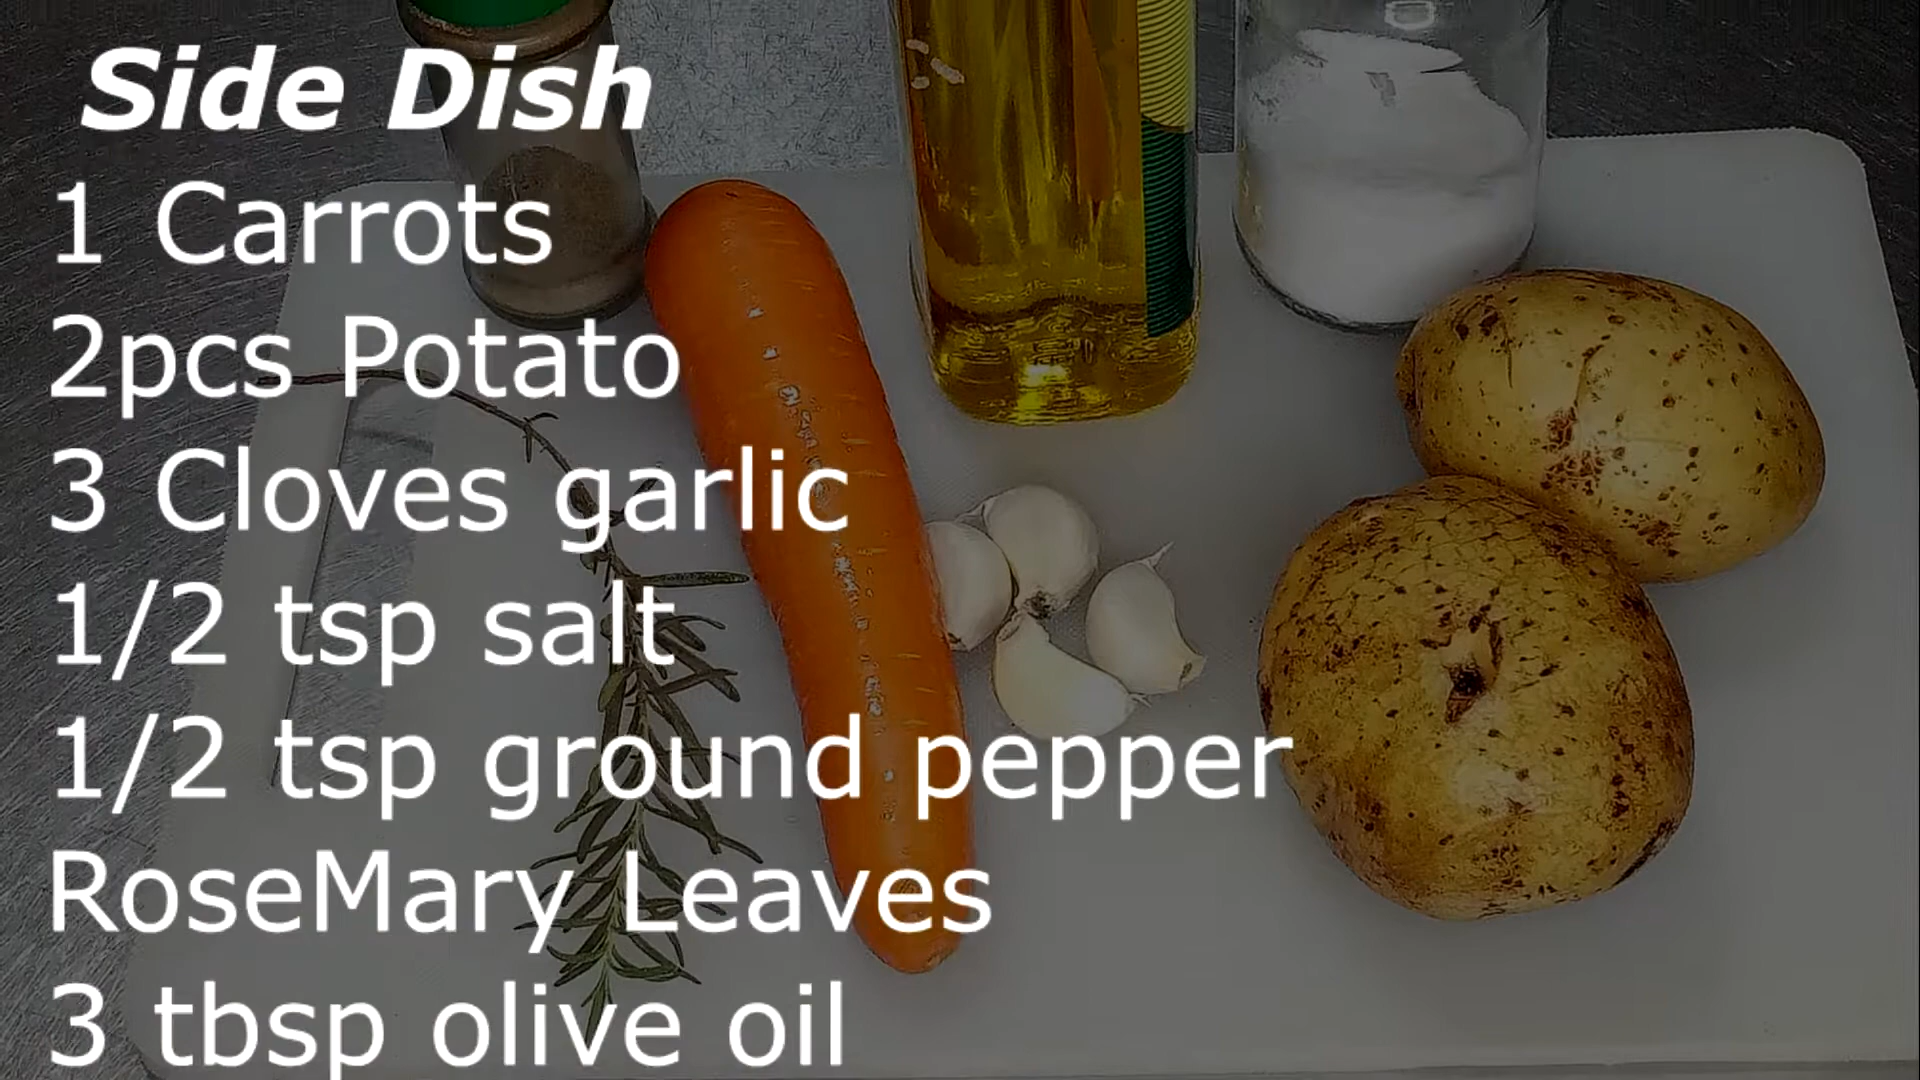 Side Dish
1 Carrots
2pcs Potato
3 Cloves garlic
1/2 tsp salt
1/2 tsp ground pepper
RoseMary Leaves
3 tbsp olive oil